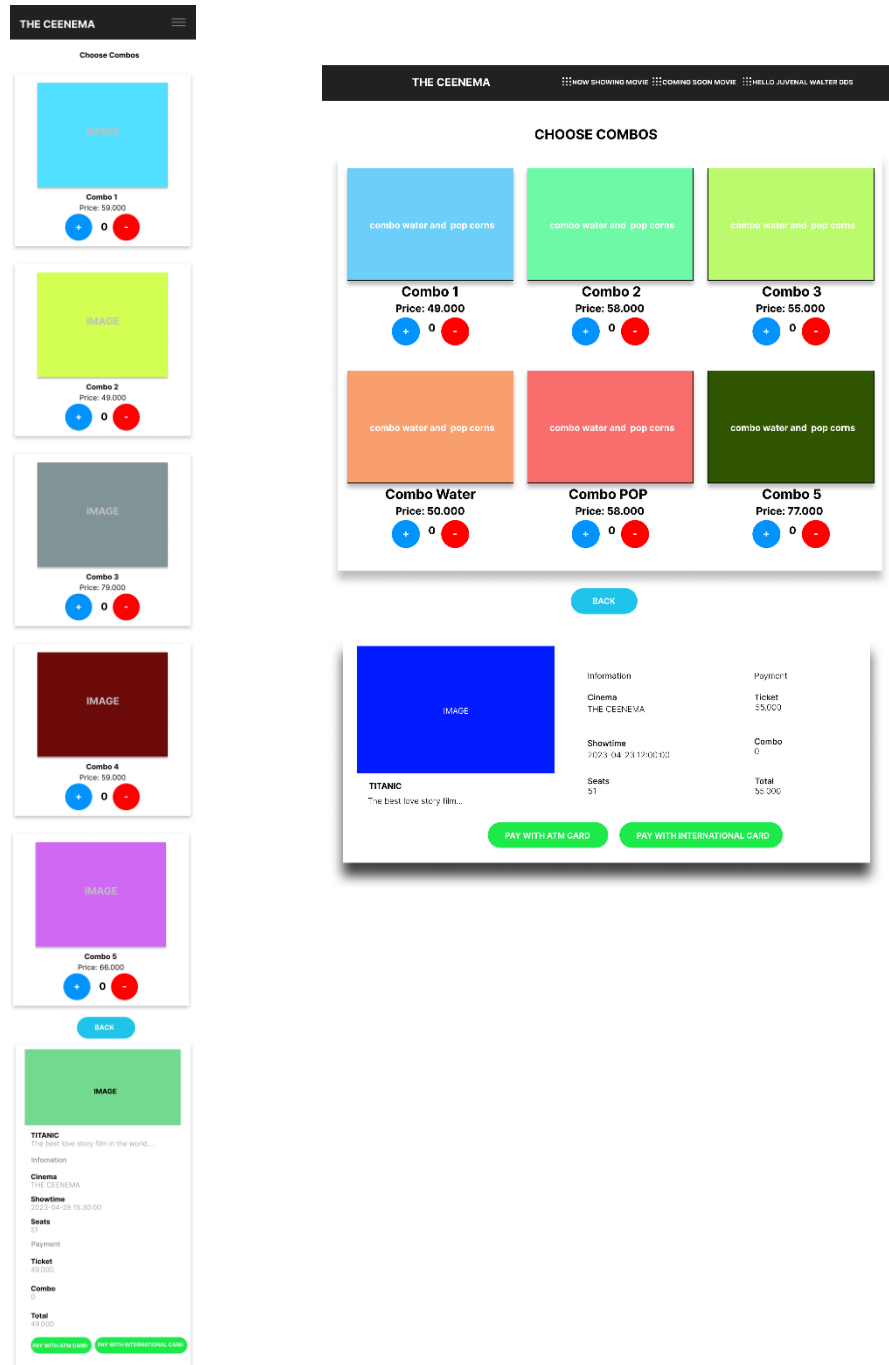 THE CEENEMA
Choose Combos
IMAGE
Combo 1
Price: 59.000
+ 0 -
IMAGE
Combo 2
Price: 49.000
+ 0 -
IMAGE
Combo 3
Price: 79.000
+ 0 -
IMAGE
Combo 4
Price: 59.000
+ 0 -
IMAGE
Combo 5
Price: 66.000
+ 0 -
BACK
IMAGE
TITANIC
The best love story film in the world....
Infomation
Cinema
THE CEENEMA
Showtime
2023-04-28 15:30:00
Seats
51
Payment
Ticket
49.000
Combo
0
Total
49.000
PAY WITH ATM CARD PAY WITH INTERNATIONAL CARD
THE CEENEMA NOW SHOWING MOVIE COMING SOON MOVIE HELLO JUVENAL WALTER DDS
CHOOSE COMBOS
combo water and pop corns combo water and pop corns combo water and pop corns
Combo 1 Combo 2 Combo 3
Price: 49.000 Price: 58.000 Price: 55.000
+ 0 - + 0 - + 0 -
combo water and pop corns combo water and pop corns combo water and pop corns
Combo Water Combo POP Combo 5
Price: 50.000 Price: 58.000 Price: 77.000
+ 0 - + 0 - + 0 -
BACK
IMAGE
TITANIC
The best love story film...
Information
Cinema
THE CEENEMA
Showtime
2023-04-23 12:00:00
Seats
51
Payment
Ticket
55.000
Combo
0
Total
55.000
PAY WITH ATM CARD PAY WITH INTERNATIONAL CARD